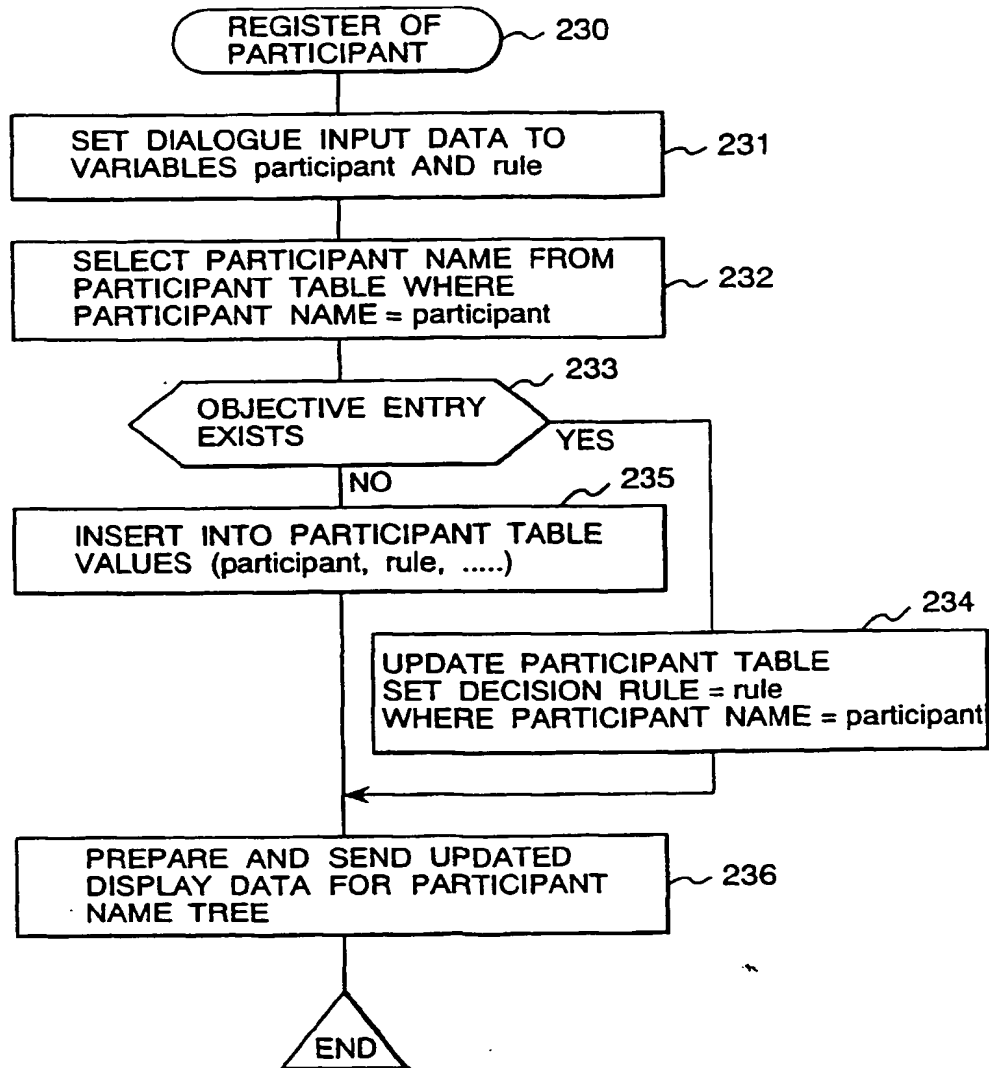 REGISTER OF
PARTICIPANT
230
SET DIALOGUE INPUT DATA TO
VARIABLES participant AND rule
231
SELECT PARTICIPANT NAME FROM
PARTICIPANT TABLE WHERE
PARTICIPANT NAME = participant
232
233
OBJECTIVE ENTRY
EXISTS
YES
NO
235
INSERT INTO PARTICIPANT TABLE
VALUES (participant, rule, .....)
234
UPDATE PARTICIPANT TABLE
SET DECISION RULE = rule
WHERE PARTICIPANT NAME = participant
PREPARE AND SEND UPDATED
DISPLAY DATA FOR PARTICIPANT
NAME TREE
236
END